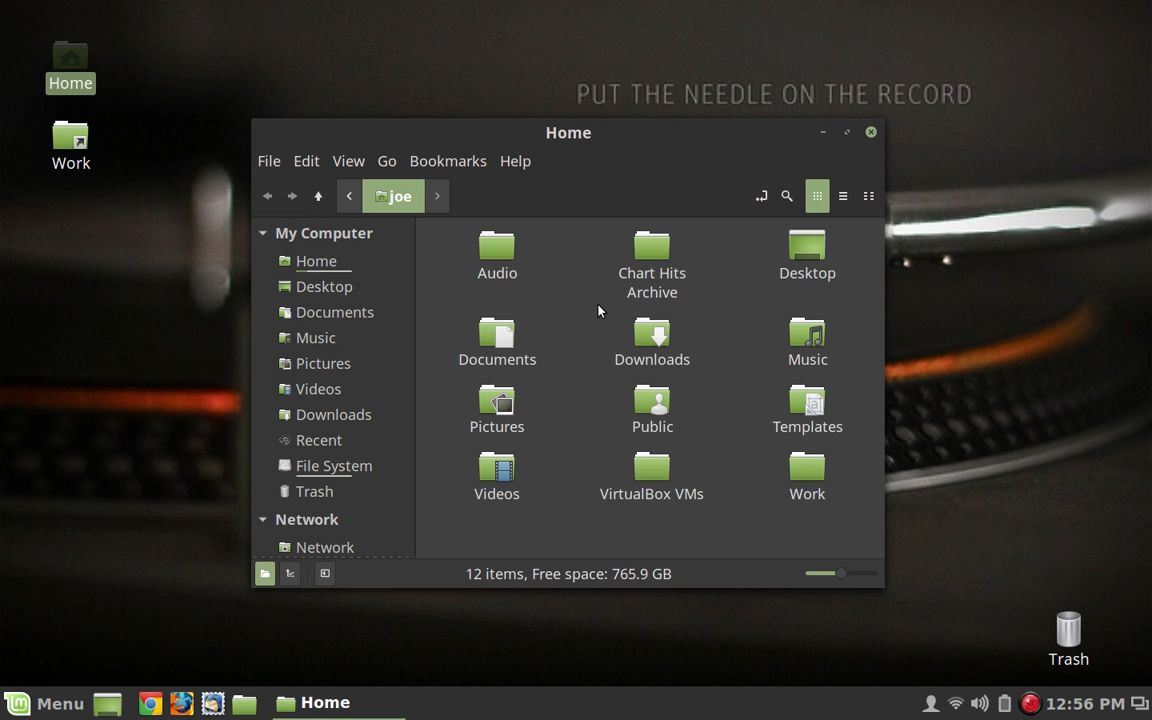 PUT THE NEEDLE ON THE RECORD
Home
Work
Home
File Edit View Go Bookmarks Help
joe
My Computer
Home
Desktop
Documents
Music
Pictures
Videos
Downloads
Recent
File System
Trash
Network
Network
Audio
Chart Hits
Archive
Desktop
Documents
Downloads
Music
Pictures
Public
Templates
Videos
VirtualBox VMs
Work
12 items, Free space: 765.9 GB
Trash
Menu
Home
12:56 PM